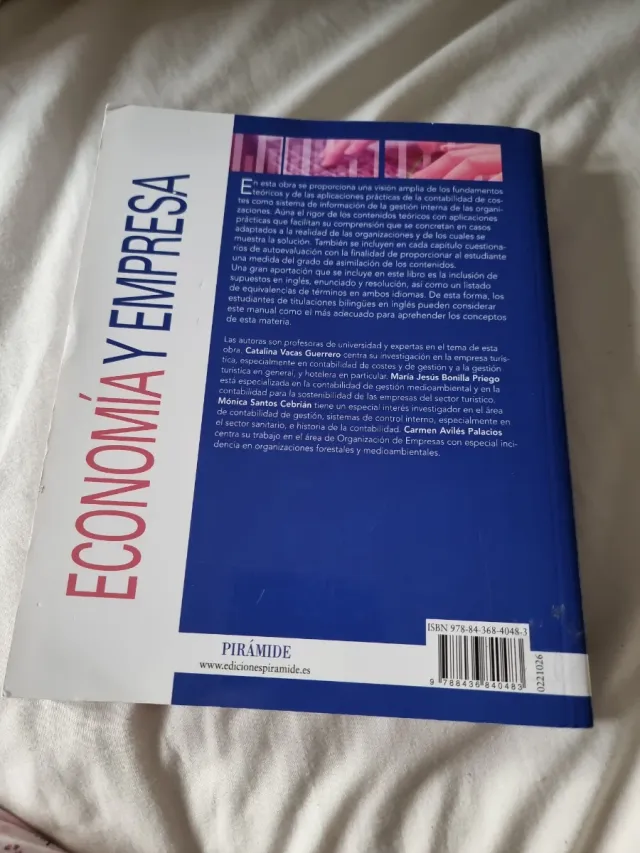 ECONOMÍA Y EMPRESA
En esta obra se proporciona una visión amplia de los fundamentos
teóricos y de las aplicaciones prácticas de la contabilidad de cos-
tes como sistema de información de la gestión interna de las organi-
zaciones. Aúna el rigor de los contenidos teóricos con aplicaciones
prácticas que facilitan su comprensión que se concretan en casos
adaptados a la realidad de las organizaciones y de los cuales se
muestra la solución. También se incluyen en cada capítulo cuestiona-
rios de autoevaluación con la finalidad de proporcionar al estudiante
una medida del grado de asimilación de los contenidos.
Una gran aportación que se incluye en este libro es la inclusión de
supuestos en inglés, enunciado y resolución, así como un listado
de equivalencias de términos en ambos idiomas. De esta forma, los
estudiantes de titulaciones bilingües en inglés pueden considerar
este manual como el más adecuado para aprehender los conceptos
de esta materia.
Las autoras son profesoras de universidad y expertas en el tema de esta
obra. Catalina Vacas Guerrero centra su investigación en la empresa turís-
tica, especialmente en contabilidad de costes y de gestión y a la gestión
turística en general, y hotelera en particular. María Jesús Bonilla Priego
está especializada en la contabilidad de gestión medioambiental y en la
contabilidad para la sostenibilidad de las empresas del sector turístico.
Mónica Santos Cebrián tiene un especial interés investigador en el área
de contabilidad de gestión, sistemas de control interno, especialmente en
el sector sanitario, e historia de la contabilidad. Carmen Avilés Palacios
centra su trabajo en el área de Organización de Empresas con especial inci-
dencia en organizaciones forestales y medioambientales.
PIRÁMIDE
www.edicionespiramide.es
ISBN 978-84-368-4048-3
9 788436 840483
0221026